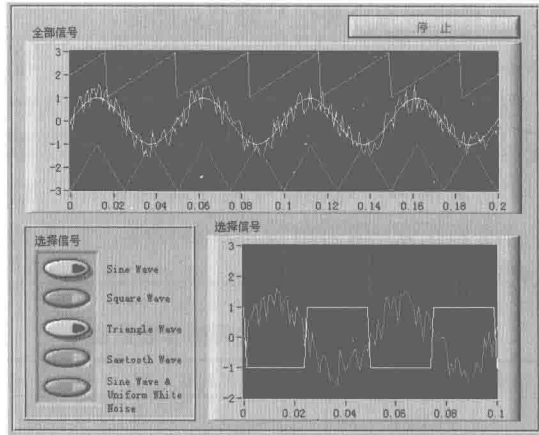 停 止
全部信号
3
2
1
0
-1
-2
-3
0 0.02 0.04 0.06 0.08 0.1 0.12 0.14 0.16 0.18 0.2
选择信号
Sine Wave
Square Wave
Triangle Wave
Sawtooth Wave
Sine Wave &
Uniform White
Noise
选择信号
3
2
1
0
-1
-2
0 0.02 0.04 0.06 0.08 0.1